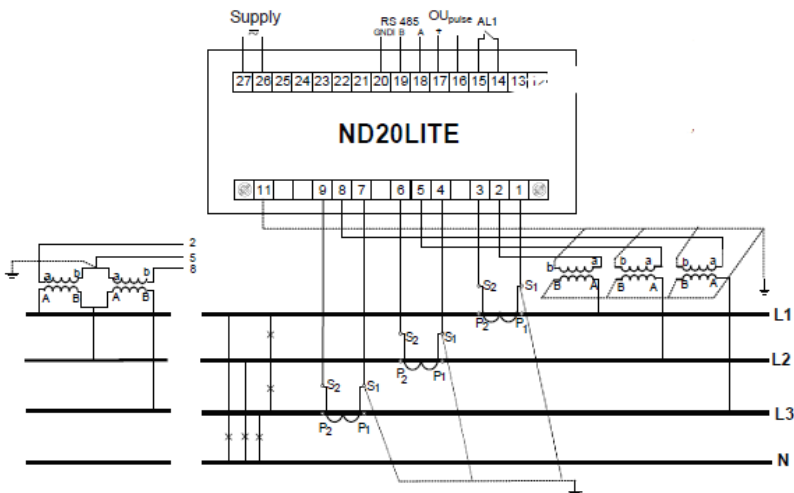 Supply
RS 485 OUpulse AL1
GNDI B A +
27 26 25 24 23 22 21 20 19 18 17 16 15 14 13
ND20LITE
11 9 8 7 6 5 4 3 2 1
2
5
8
a b a b
A B A B
b a b a b a
B A B A B A
S2 S1
P2 P1
L1
S2 S1
P2 P1
L2
S2 S1
P2 P1
L3
N